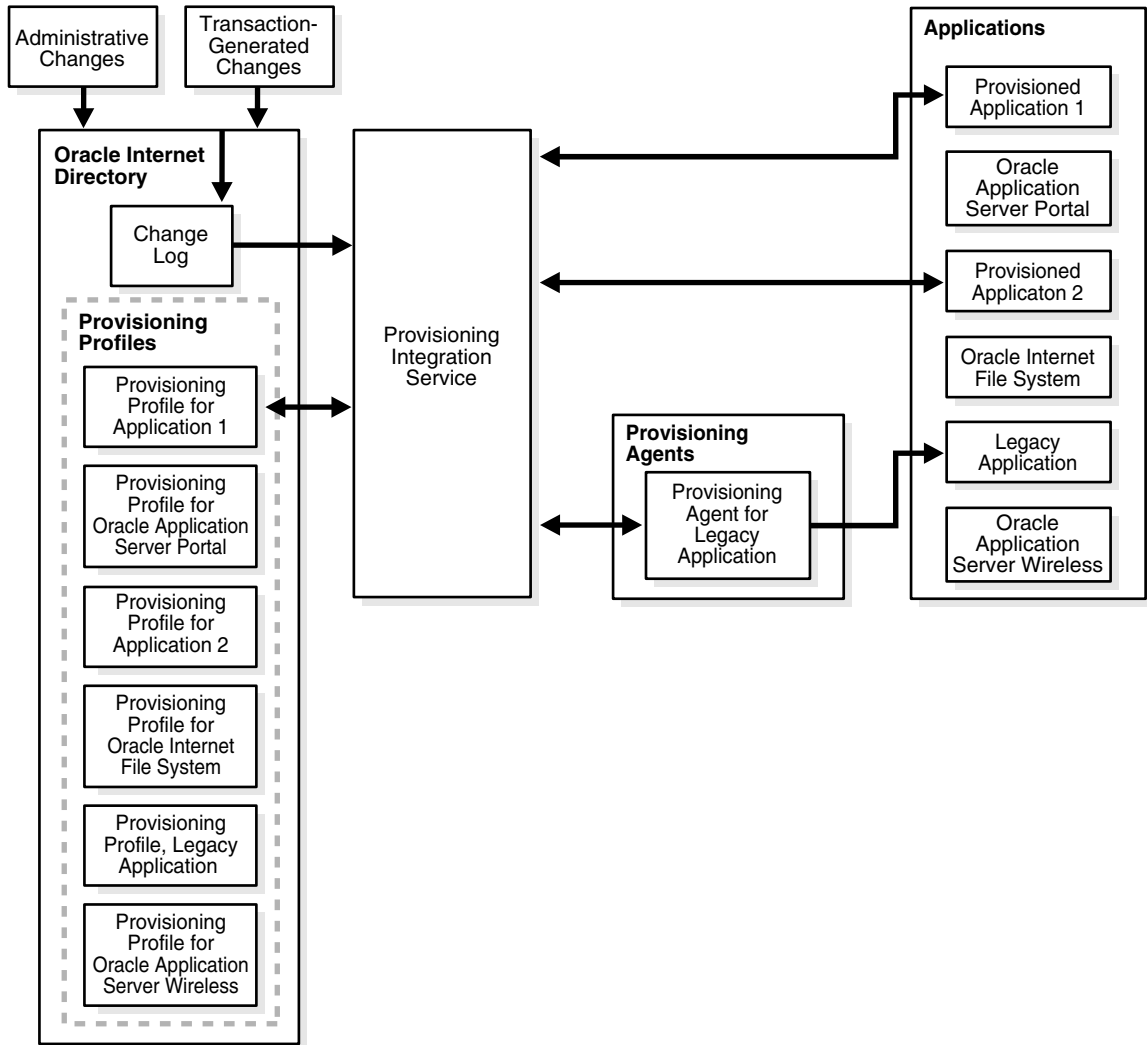 Administrative
Changes
Transaction-
Generated
Changes
Oracle Internet
Directory
Change
Log
Provisioning
Profiles
Provisioning
Profile for
Application 1
Provisioning
Profile for
Oracle Application
Server Portal
Provisioning
Profile for
Application 2
Provisioning
Profile for
Oracle Internet
File System
Provisioning
Profile, Legacy
Application
Provisioning
Profile for
Oracle Application
Server Wireless
Provisioning
Integration
Service
Provisioning
Agents
Provisioning
Agent for
Legacy
Application
Applications
Provisioned
Application 1
Oracle
Application
Server Portal
Provisioned
Applicaton 2
Oracle Internet
File System
Legacy
Application
Oracle
Application
Server Wireless